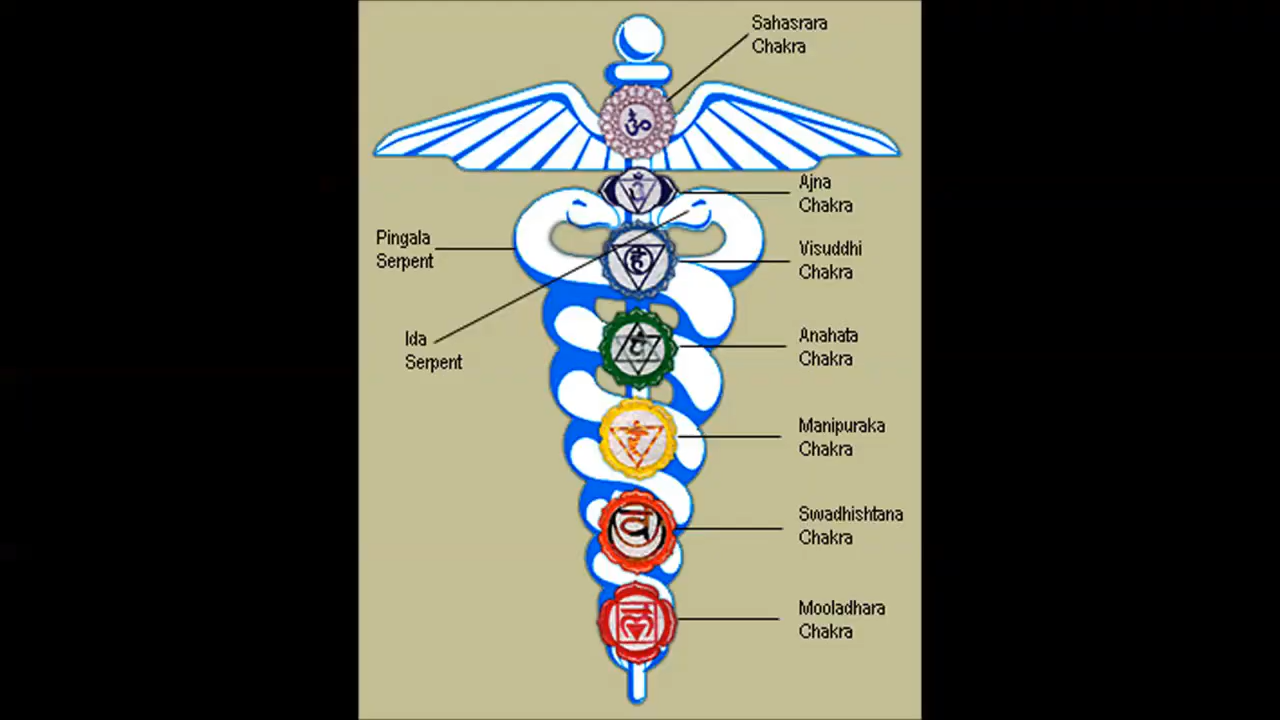 Sahasrara
Chakra
Ajna
Chakra
Pingala
Serpent
Visuddhi
Chakra
Ida
Serpent
Anahata
Chakra
Manipuraka
Chakra
Swadhishtana
Chakra
Mooladhara
Chakra
ॐ
ॐ
हं
यं
रं
वं
लं